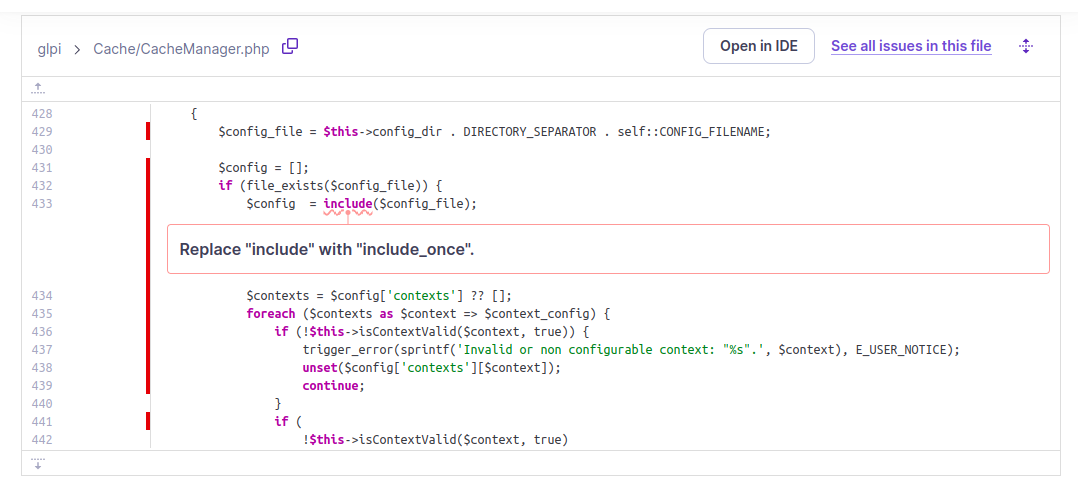 glpi > Cache/CacheManager.php Open in IDE See all issues in this file
428 {
429 $config_file = $this->config_dir . DIRECTORY_SEPARATOR . self::CONFIG_FILENAME;
430
431 $config = [];
432 if (file_exists($config_file)) {
433 $config  = include($config_file);
Replace "include" with "include_once".
434 $contexts = $config['contexts'] ?? [];
435 foreach ($contexts as $context => $context_config) {
436 if (!$this->isContextValid($context, true)) {
437 trigger_error(sprintf('Invalid or non configurable context: "%s".', $context), E_USER_NOTICE);
438 unset($config['contexts'][$context]);
439 continue;
440 }
441 if (
442 !$this->isContextValid($context, true)